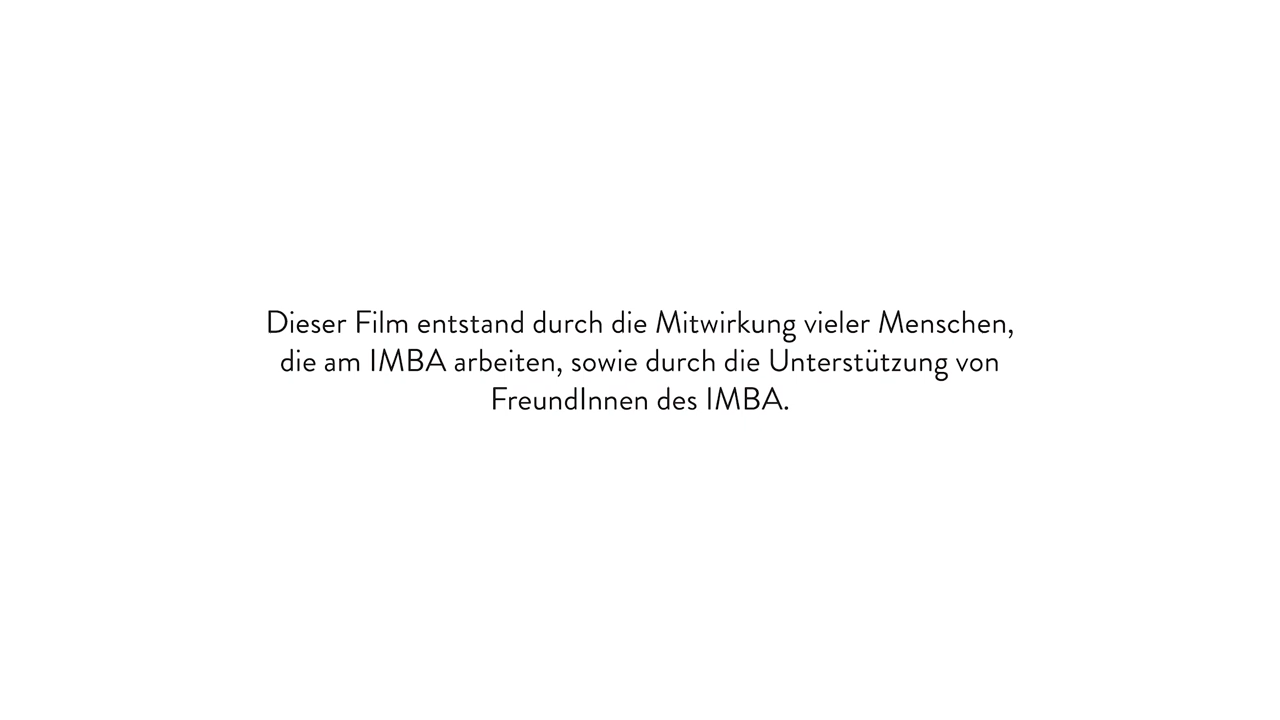 Dieser Film entstand durch die Mitwirkung vieler Menschen,
die am IMBA arbeiten, sowie durch die Unterstützung von
FreundInnen des IMBA.